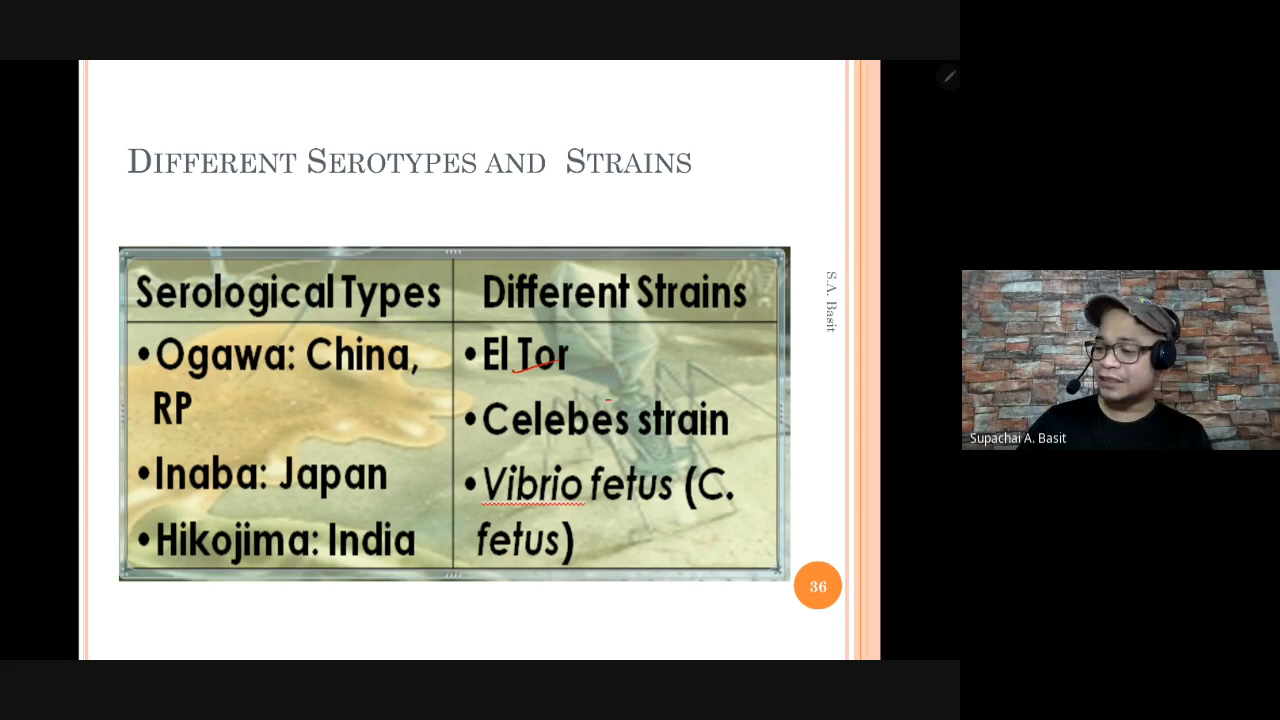 DIFFERENT SEROTYPES AND STRAINS
Serological Types
•Ogawa: China,
RP
•Inaba: Japan
•Hikojima: India
Different Strains
•El Tor
•Celebes strain
•Vibrio fetus (C.
fetus)
S.A. Basit
36
Supachai A. Basit